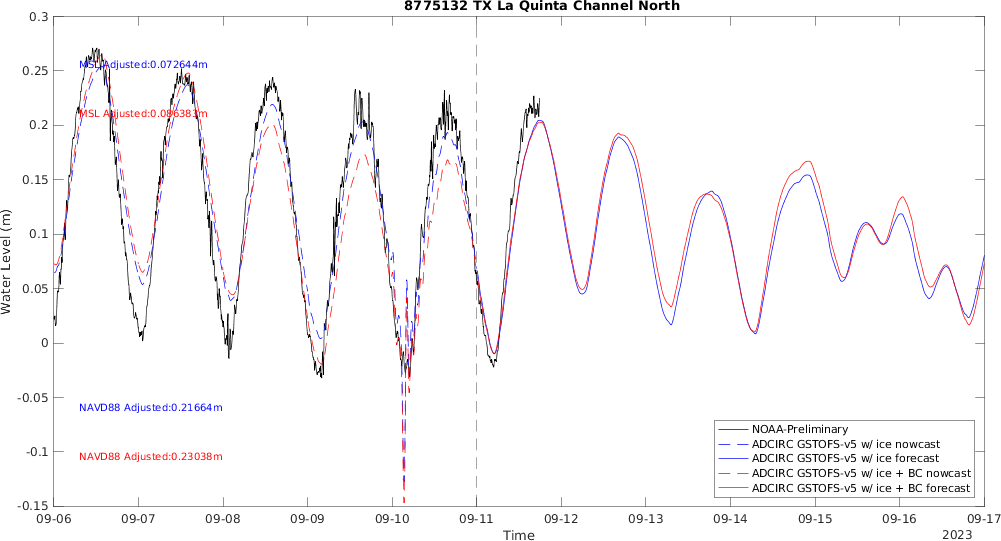 8775132 TX La Quinta Channel North
0.3
0.25
0.2
0.15
0.1
0.05
0
-0.05
-0.1
-0.15
Water Level (m)
MSL Adjusted:0.072644m
MSL Adjusted:0.086383m
NAVD88 Adjusted:0.21664m
NAVD88 Adjusted:0.23038m
NOAA-Preliminary
ADCIRC GSTOFS-v5 w/ ice nowcast
ADCIRC GSTOFS-v5 w/ ice forecast
ADCIRC GSTOFS-v5 w/ ice + BC nowcast
ADCIRC GSTOFS-v5 w/ ice + BC forecast
09-06 09-07 09-08 09-09 09-10 09-11 09-12 09-13 09-14 09-15 09-16 09-17
Time
2023